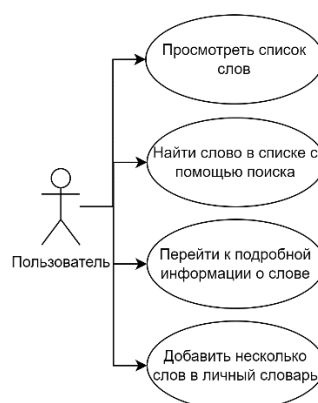 Просмотреть список
слов
Найти слово в списке с
помощью поиска
Пользователь
Перейти к подробной
информации о слове
Добавить несколько
слов в личный словарь